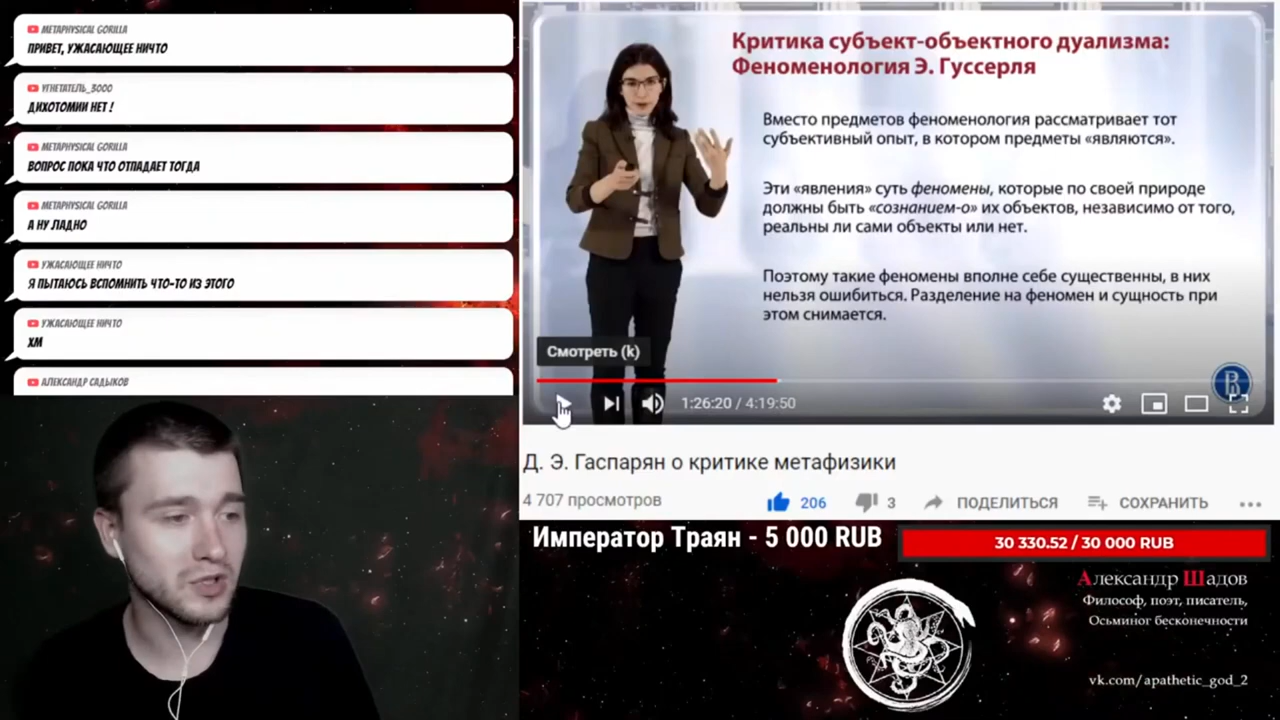 METAPHYSICAL GORILLA
ПРИВЕТ, УЖАСАЮЩЕЕ НИЧТО
УГНЕТАТЕЛЬ_3000
ДИХОТОМИИ НЕТ !
METAPHYSICAL GORILLA
ВОПРОС ПОКА ЧТО ОТПАДАЕТ ТОГДА
METAPHYSICAL GORILLA
А НУ ЛАДНО
УЖАСАЮЩЕЕ НИЧТО
Я ПЫТАЮСЬ ВСПОМНИТЬ ЧТО-ТО ИЗ ЭТОГО
УЖАСАЮЩЕЕ НИЧТО
ХМ
АЛЕКСАНДР САДЫКОВ
Критика субъект-объектного дуализма:
Феноменология Э. Гуссерля
Вместо предметов феноменология рассматривает тот
субъективный опыт, в котором предметы «являются».
Эти «явления» суть феномены, которые по своей природе
должны быть «сознанием-о» их объектов, независимо от того,
реальны ли сами объекты или нет.
Поэтому такие феномены вполне себе существенны, в них
нельзя ошибиться. Разделение на феномен и сущность при
этом снимается.
Смотреть (k)
1:26:20 / 4:19:50
Д. Э. Гаспарян о критике метафизики
4 707 просмотров
206
3
ПОДЕЛИТЬСЯ
СОХРАНИТЬ
Император Траян - 5 000 RUB
30 330.52 / 30 000 RUB
Александр Шадов
Философ, поэт, писатель,
Осьминог бесконечности
vk.com/apathetic_god_2